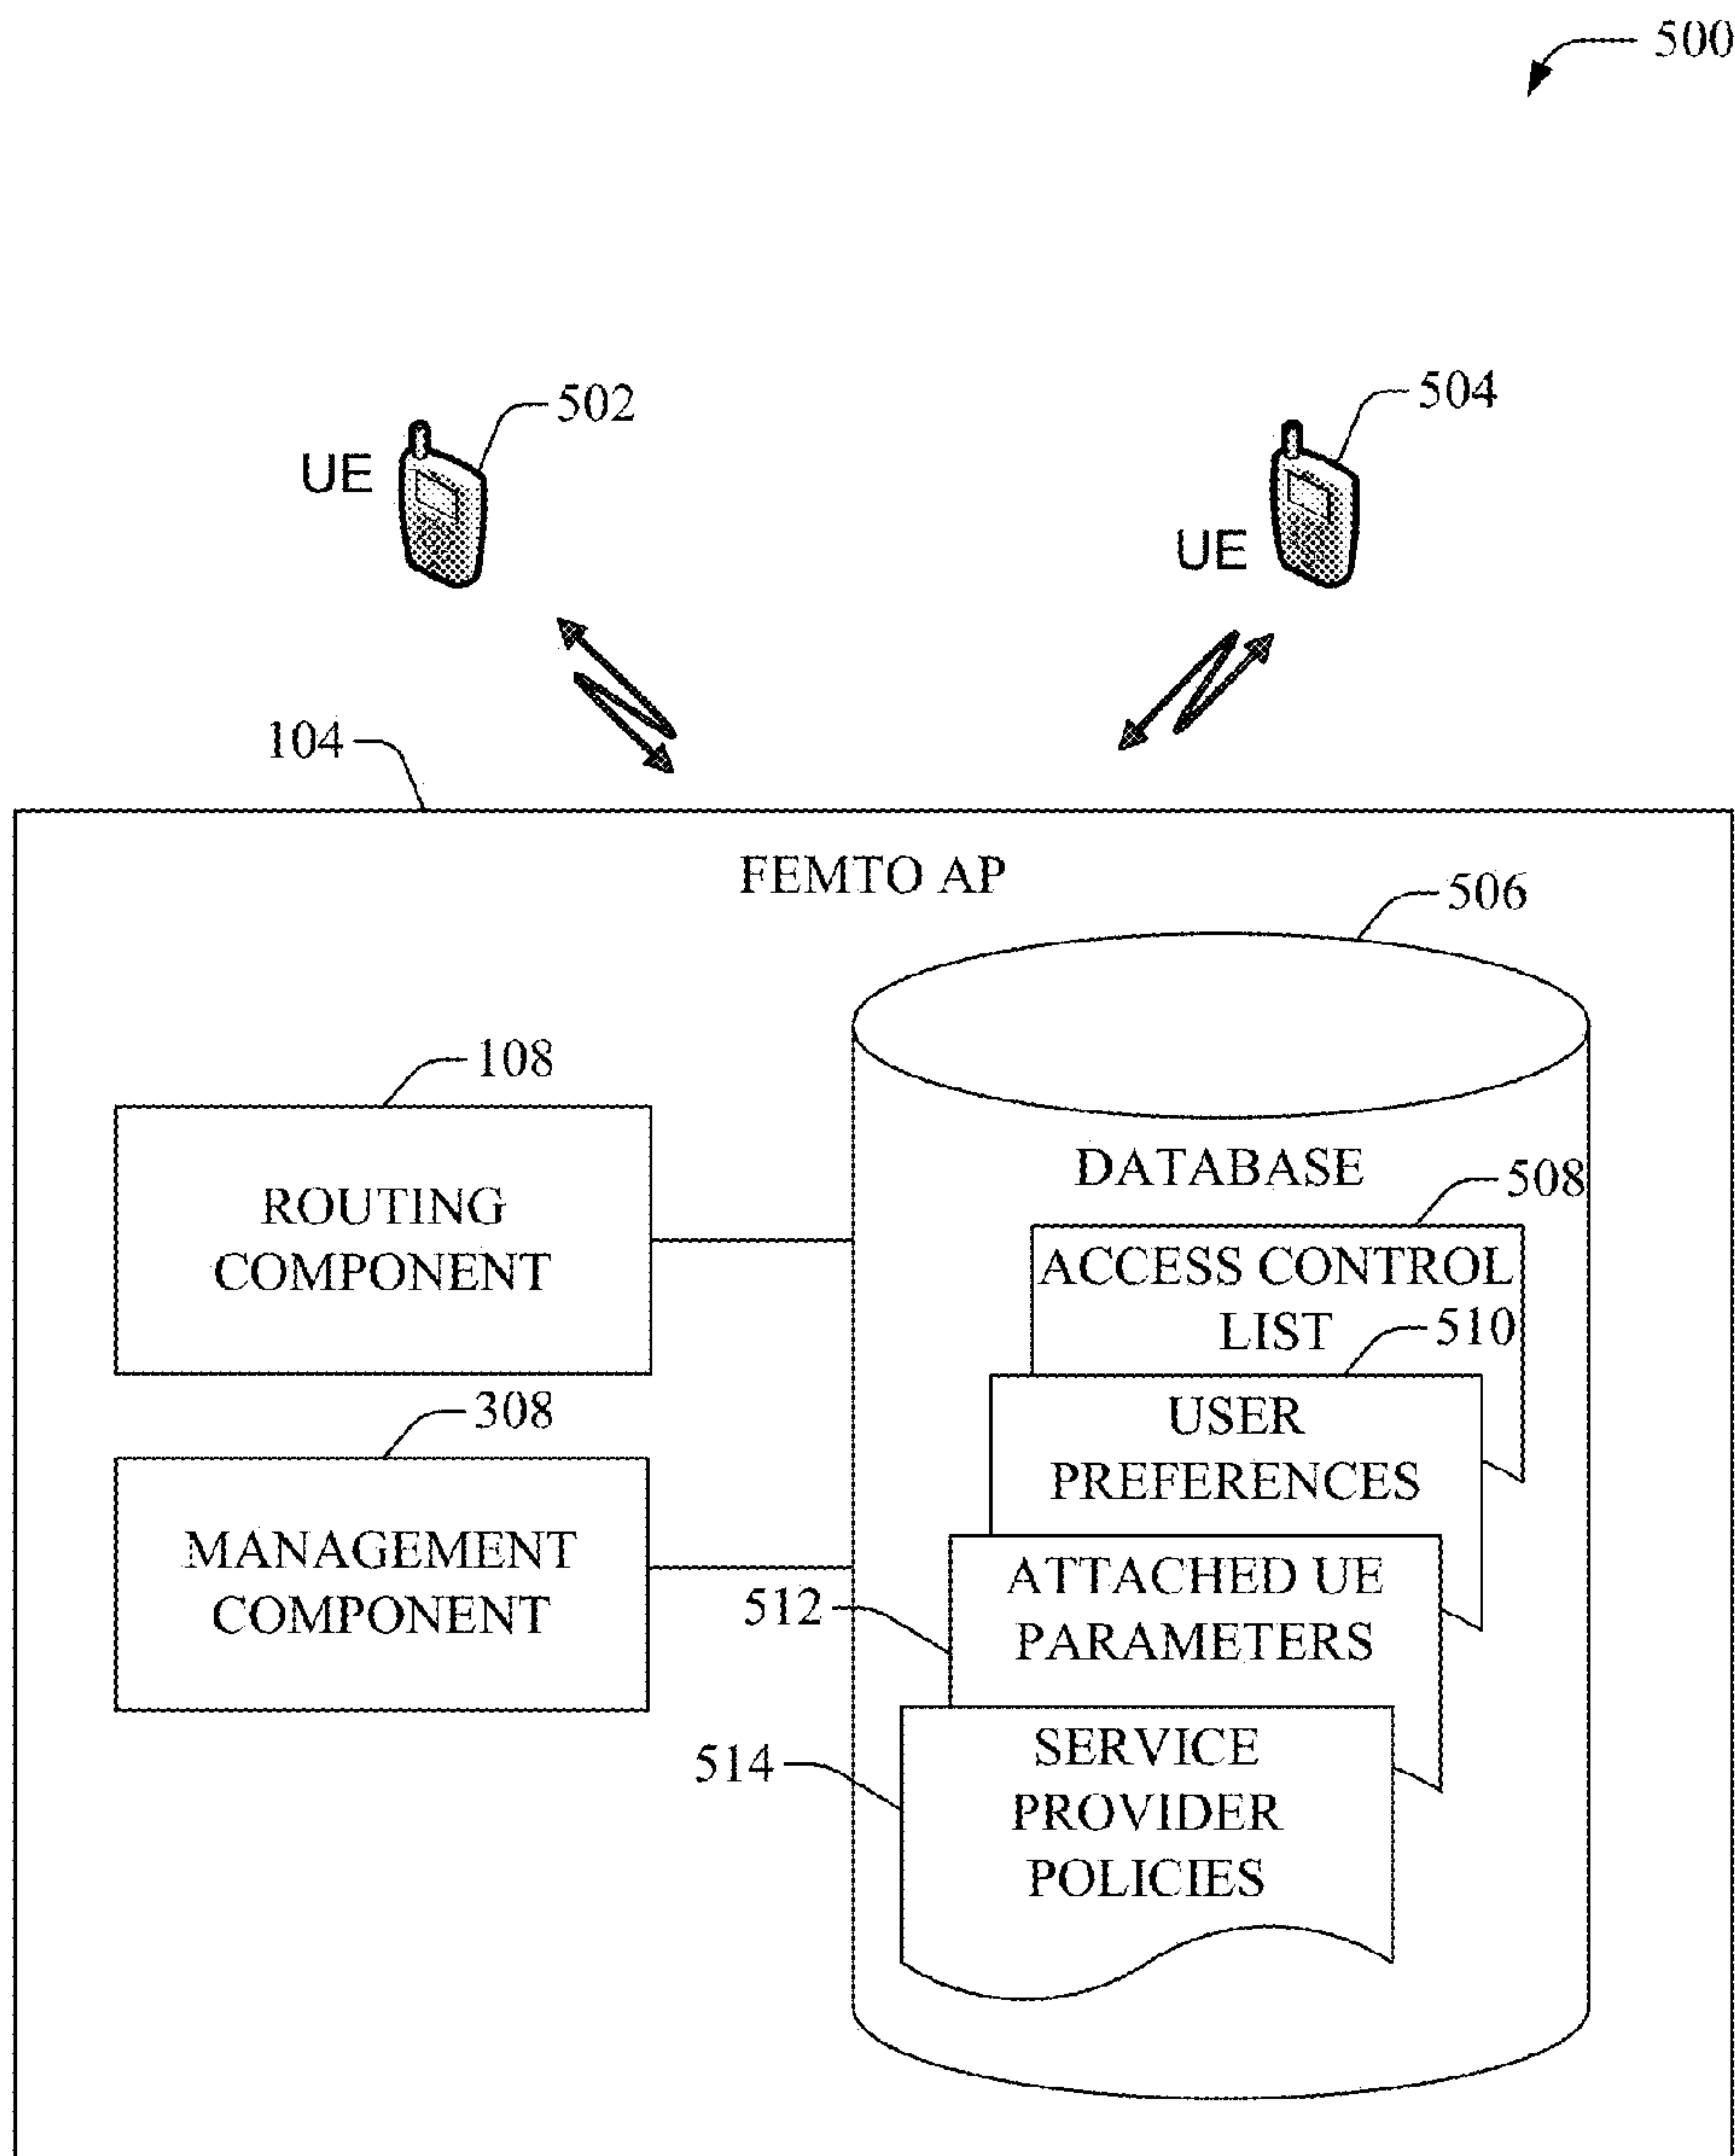 500
502
504
UE
UE
104
FEMTO AP
506
108
DATABASE
508
ROUTING
COMPONENT
ACCESS CONTROL
LIST
510
308
USER
PREFERENCES
MANAGEMENT
COMPONENT
ATTACHED UE
PARAMETERS
512
SERVICE
PROVIDER
POLICIES
514